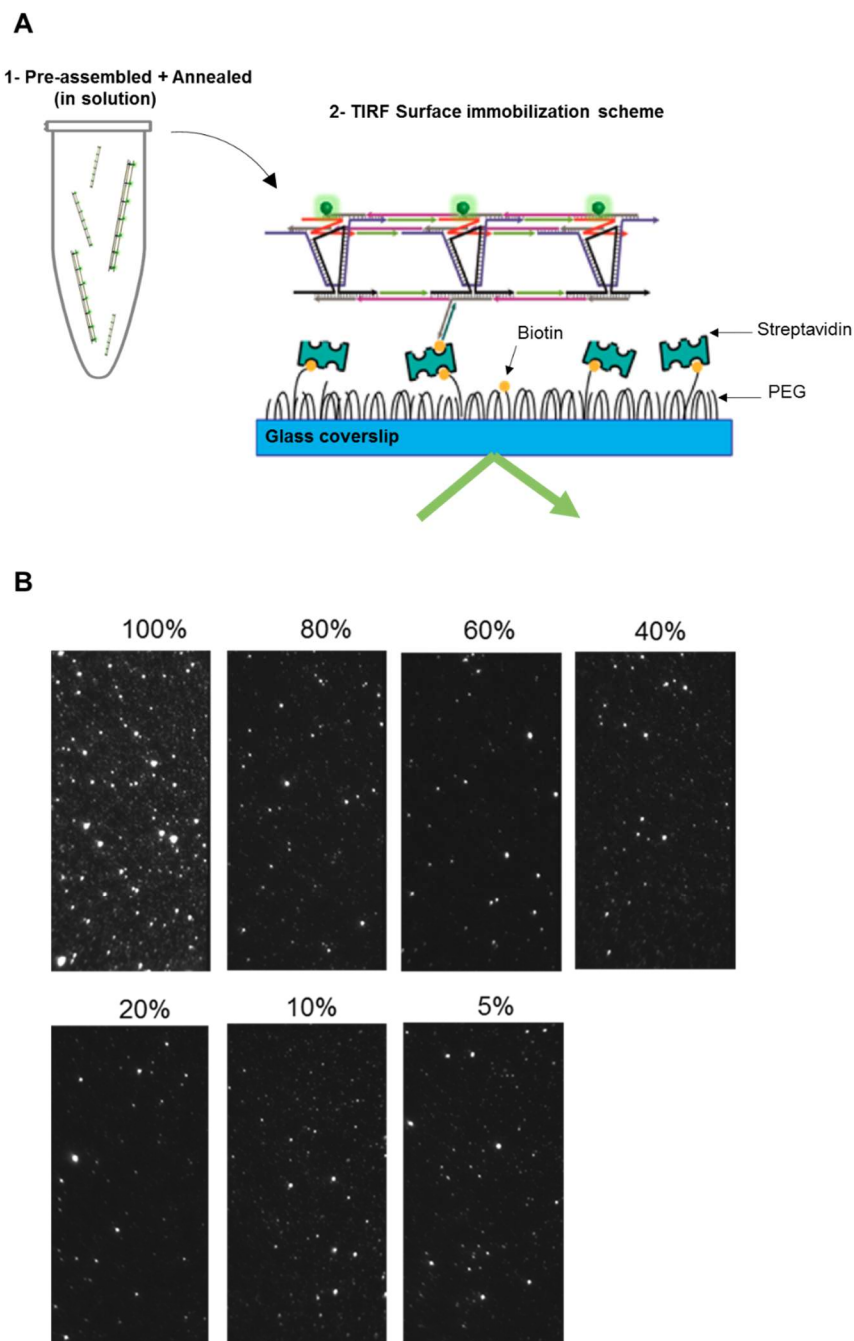 A
1- Pre-assembled + Annealed
(in solution)
2- TIRF Surface immobilization scheme
Biotin
Streptavidin
PEG
Glass coverslip
B
100%
80%
60%
40%
20%
10%
5%